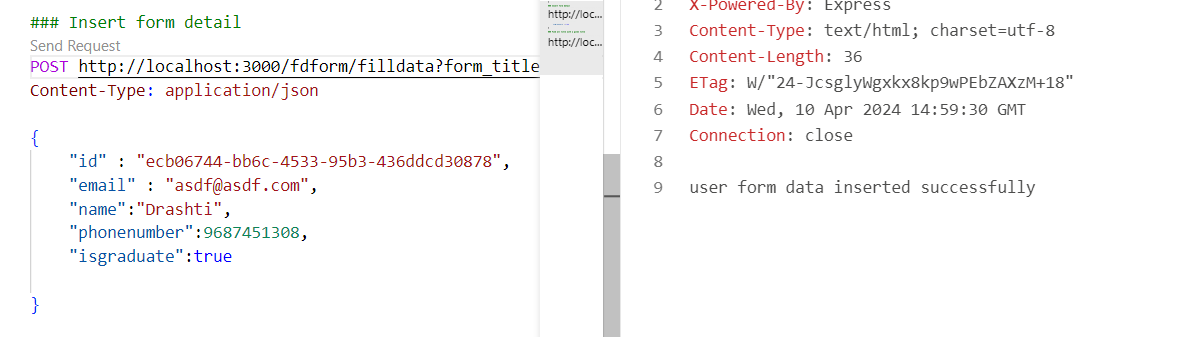 ### Insert form detail
Send Request
POST http://localhost:3000/fdform/filldata?form_title
Content-Type: application/json
{
"id" : "ecb06744-bb6c-4533-95b3-436ddcd30878",
"email" : "asdf@asdf.com",
"name":"Drashti",
"phonenumber":9687451308,
"isgraduate":true
}
http://loc...
http://loc...
2 X-Powered-By: Express
3 Content-Type: text/html; charset=utf-8
4 Content-Length: 36
5 ETag: W/"24-JcsglyWgxkx8kp9wPEbZAXzM+18"
6 Date: Wed, 10 Apr 2024 14:59:30 GMT
7 Connection: close
8
9 user form data inserted successfully